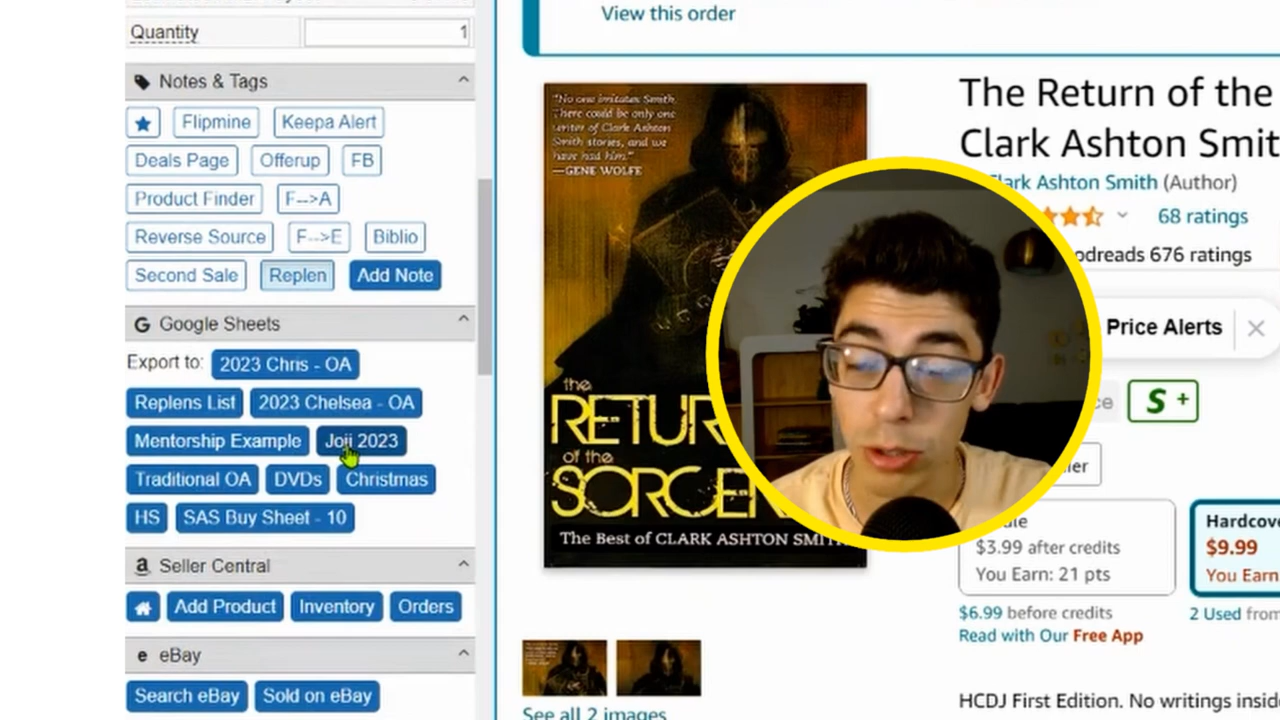 View this order
Quantity 1
Notes & Tags
Flipmine Keepa Alert
Deals Page Offerup FB
Product Finder F-->A
Reverse Source F-->E Biblio
Second Sale Replen Add Note
Google Sheets
Export to: 2023 Chris - OA
Replens List 2023 Chelsea - OA
Mentorship Example Joji 2023
Traditional OA DVDs Christmas
HS SAS Buy Sheet - 10
Seller Central
Add Product Inventory Orders
eBay
Search eBay Sold on eBay
"No one imitates Smith.
There could be only one
writer of Clark Ashton
Smith stories, and we
have had him."
—GENE WOLFE
the
RETUR
of the
SORCER
The Best of CLARK ASHTON SMITH
See all 2 images
The Return of the
Clark Ashton Smit
Clark Ashton Smith (Author)
68 ratings
odreads 676 ratings
Price Alerts
ce S+
ler
dle
$3.99 after credits
You Earn: 21 pts
$6.99 before credits
Read with Our Free App
Hardcove
$9.99
You Earn
2 Used from
HCDJ First Edition. No writings insid